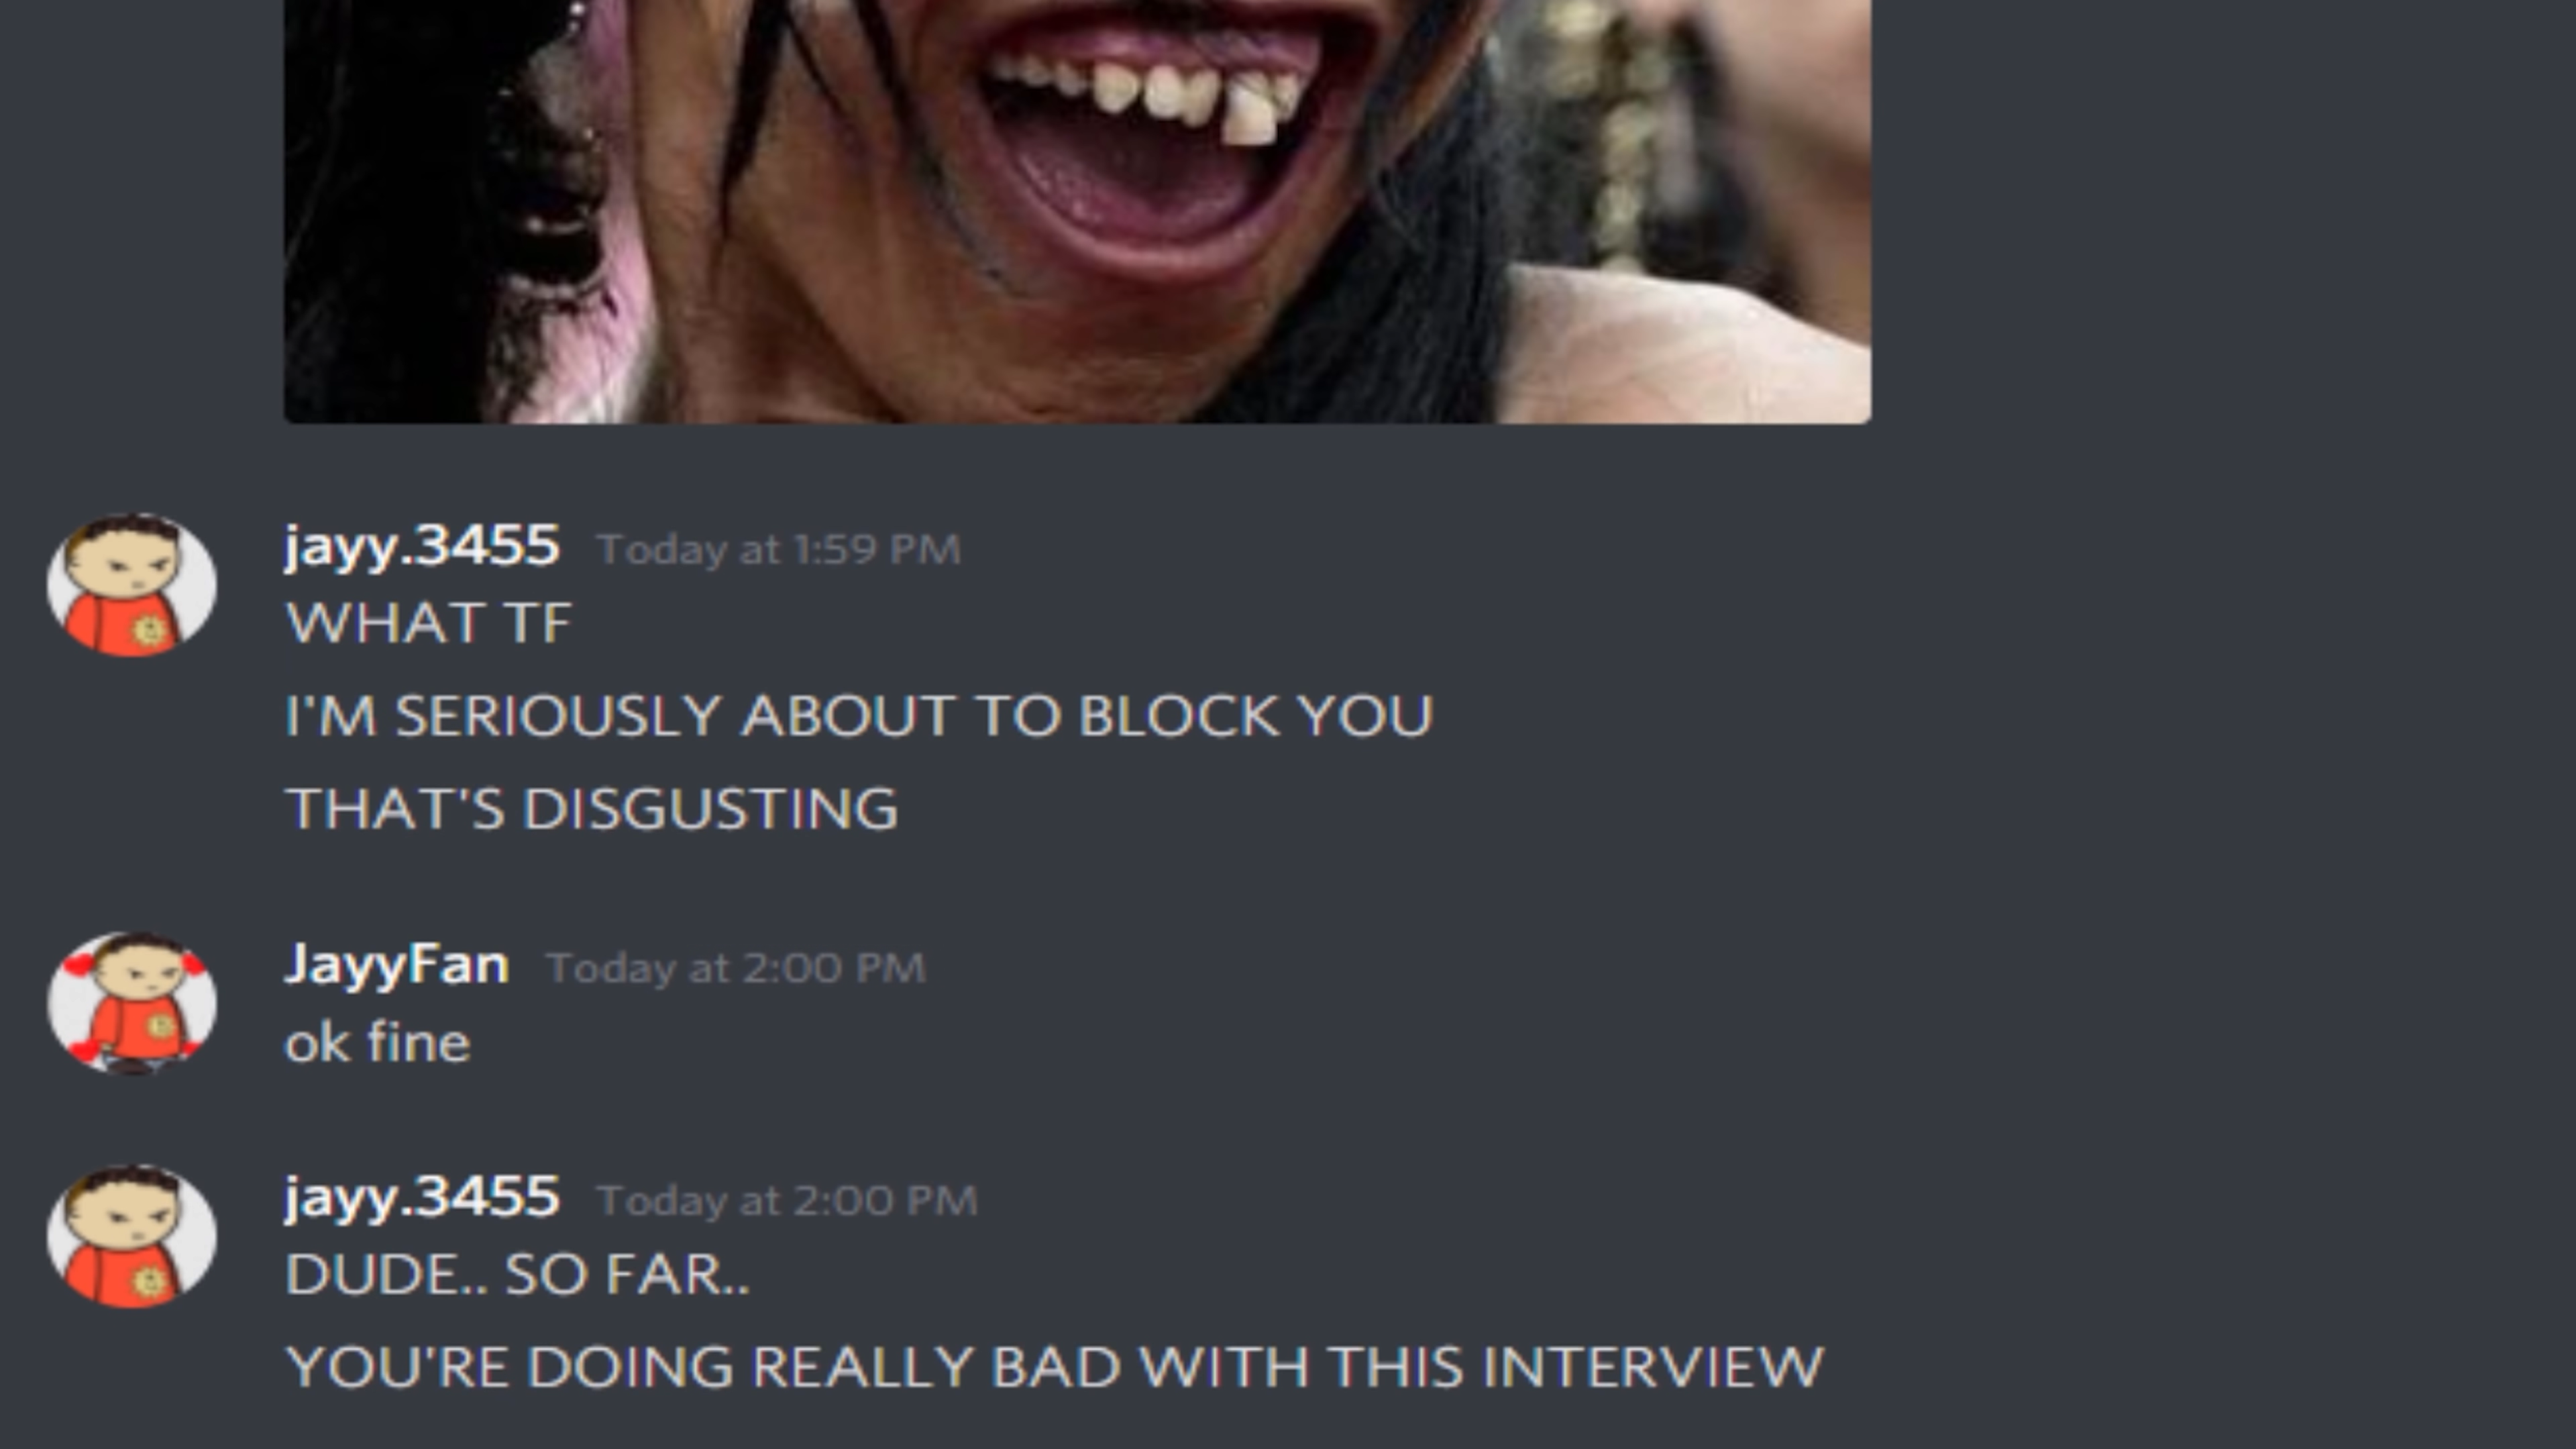 jayy.3455 Today at 1:59 PM
WHAT TF
I'M SERIOUSLY ABOUT TO BLOCK YOU
THAT'S DISGUSTING
JayyFan Today at 2:00 PM
ok fine
jayy.3455 Today at 2:00 PM
DUDE.. SO FAR..
YOU'RE DOING REALLY BAD WITH THIS INTERVIEW